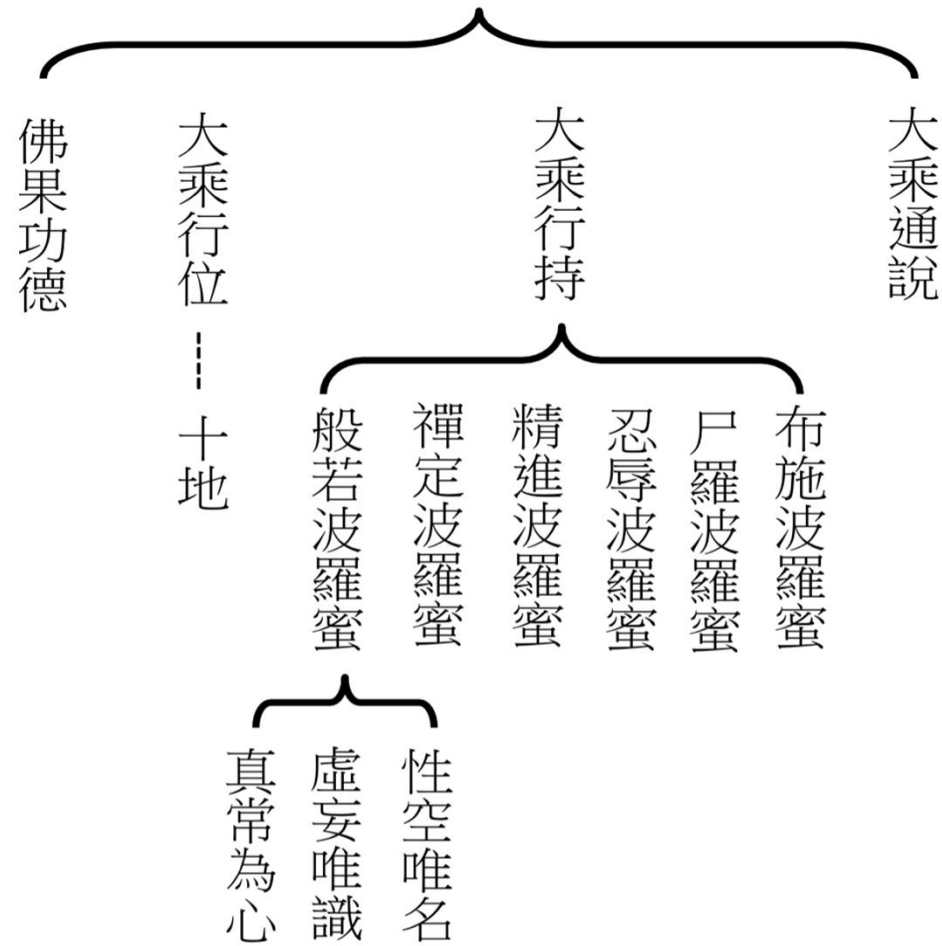 大乘通說
大乘行持
布施波羅蜜
尸羅波羅蜜
忍辱波羅蜜
精進波羅蜜
禪定波羅蜜
般若波羅蜜
性空唯名
虛妄唯識
真常為心
大乘行位
十地
佛果功德